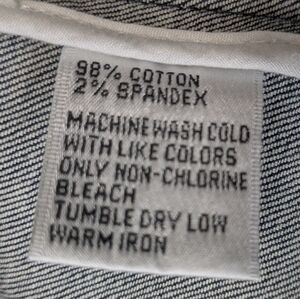 98% COTTON
2% SPANDEX
MACHINE WASH COLD
WITH LIKE COLORS
ONLY NON-CHLORINE
BLEACH
TUMBLE DRY LOW
WARM IRON